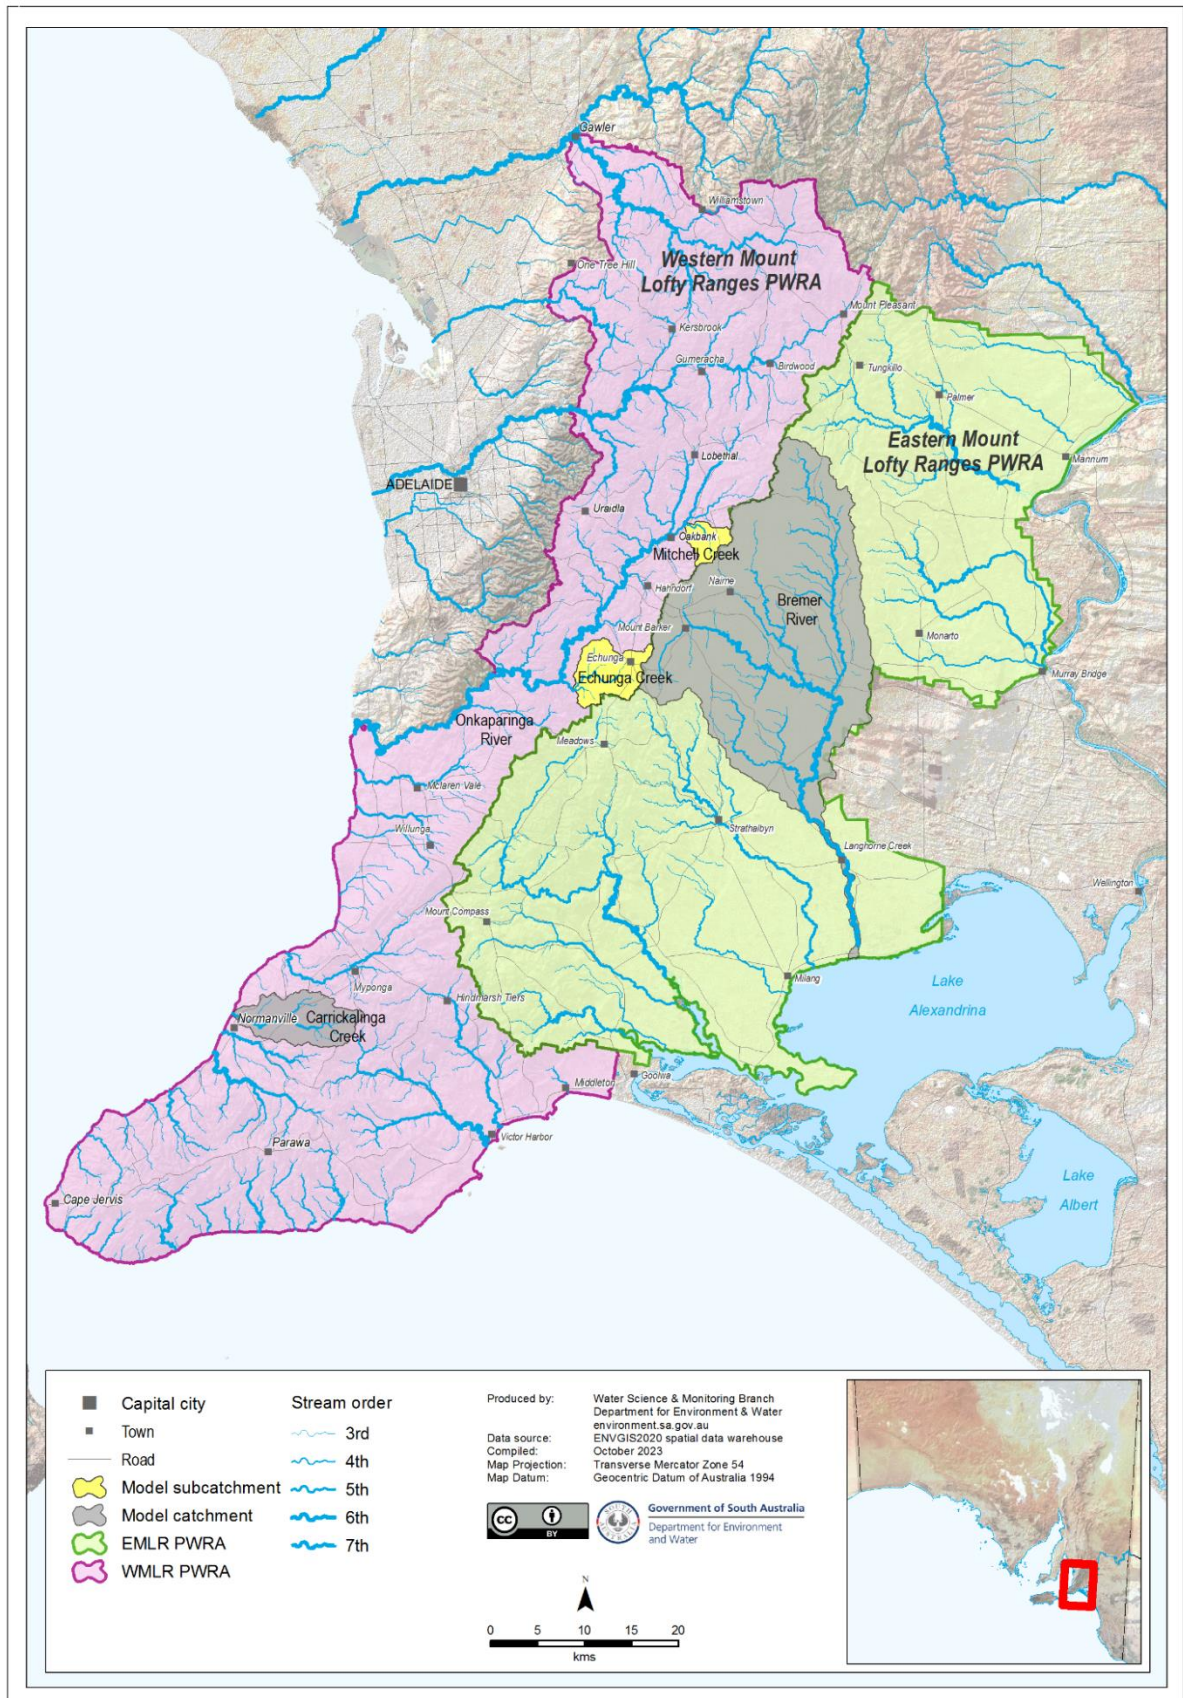 Gawler
Williamstown
Western Mount
Lofty Ranges PWRA
One Tree Hill
Mount Pleasant
Kersbrook
Gumeracha
Birdwood
Tungkillo
Palmer
Eastern Mount
Lofty Ranges PWRA
Lobethal
Mannum
ADELAIDE
Uraidla
Oakbank
Mitchell Creek
Hahndorf
Nairne
Bremer
River
Mount Barker
Monarto
Echunga
Echunga Creek
Murray Bridge
Onkaparinga
River
Meadows
Mclaren Vale
Willunga
Strathalbyn
Langhorne Creek
Wellington
Mount Compass
Milang
Lake
Alexandrina
Myponga
Hindmarsh Tiers
Normanville
Carrickalinga
Creek
Middleton
Goolwa
Victor Harbor
Parawa
Lake
Albert
Cape Jervis
Capital city
Town
Road
Model subcatchment
Model catchment
EMLR PWRA
WMLR PWRA
Stream order
3rd
4th
5th
6th
7th
Produced by: Water Science & Monitoring Branch
Department for Environment & Water
environment.sa.gov.au
Data source: ENVGIS2020 spatial data warehouse
Compiled: October 2023
Map Projection: Transverse Mercator Zone 54
Map Datum: Geocentric Datum of Australia 1994
CC
BY
SOUTH AUSTRALIA
Government of South Australia
Department for Environment
and Water
N
0 5 10 15 20
kms